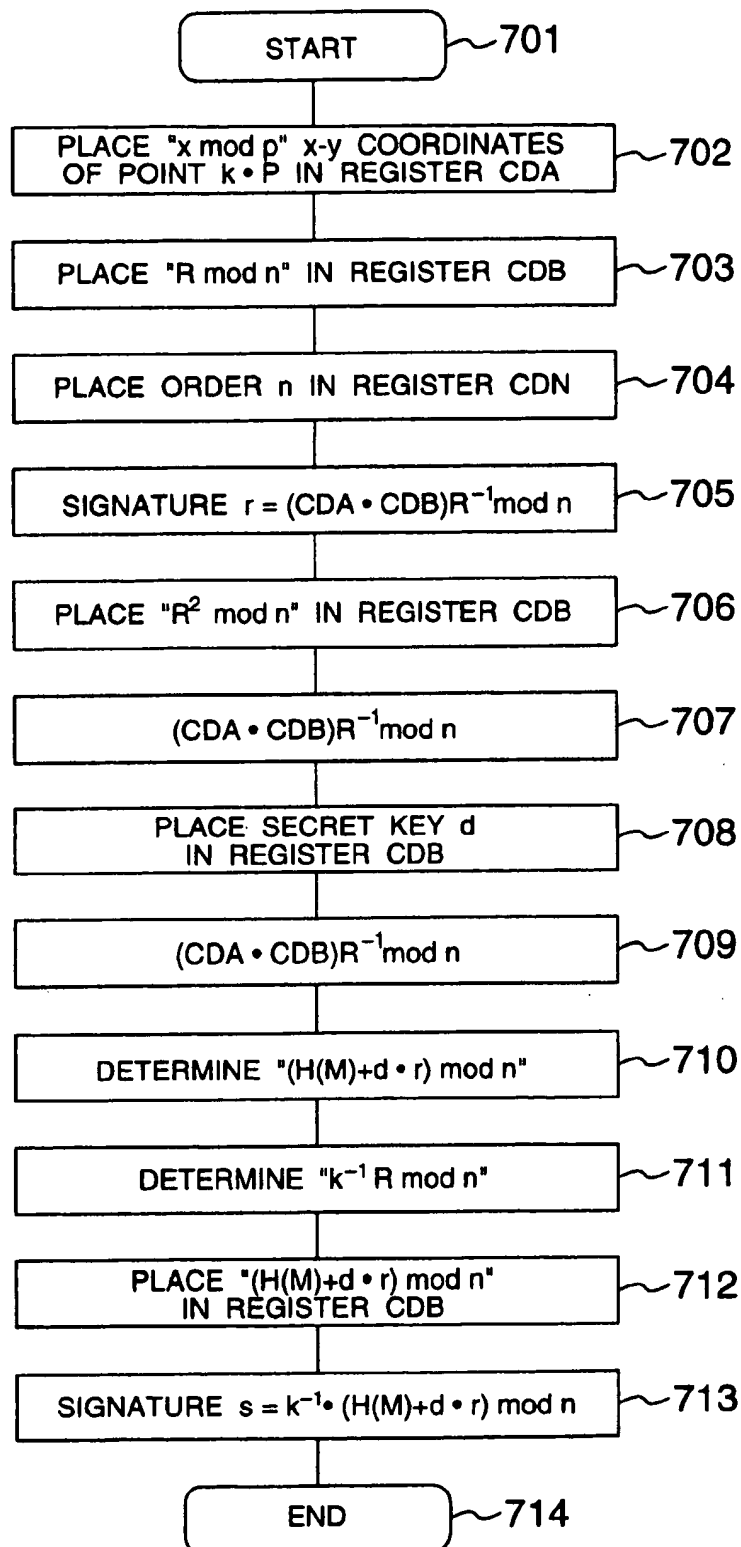 START
701
PLACE "x mod p" x-y COORDINATES
OF POINT k • P IN REGISTER CDA
702
PLACE "R mod n" IN REGISTER CDB
703
PLACE ORDER n IN REGISTER CDN
704
SIGNATURE r = (CDA • CDB)R⁻¹mod n
705
PLACE "R² mod n" IN REGISTER CDB
706
(CDA • CDB)R⁻¹mod n
707
PLACE SECRET KEY d
IN REGISTER CDB
708
(CDA • CDB)R⁻¹mod n
709
DETERMINE "(H(M)+d • r) mod n"
710
DETERMINE "k⁻¹ R mod n"
711
PLACE "(H(M)+d • r) mod n"
IN REGISTER CDB
712
SIGNATURE s = k⁻¹• (H(M)+d • r) mod n
713
END
714